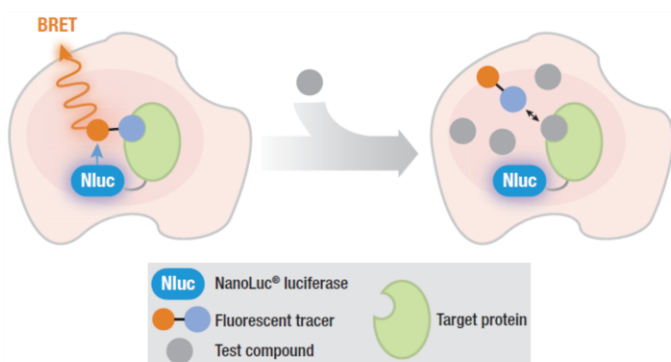 BRET
Nluc
Nluc
Nluc NanoLuc® luciferase
Fluorescent tracer
Target protein
Test compound